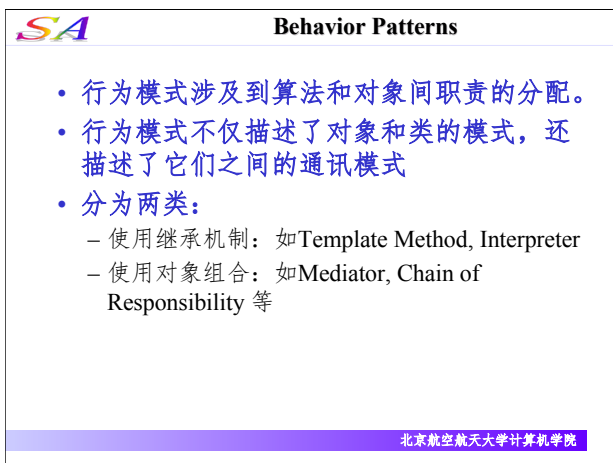 SA
Behavior Patterns
• 行为模式涉及到算法和对象间职责的分配。
• 行为模式不仅描述了对象和类的模式，还
描述了它们之间的通讯模式
• 分为两类：
– 使用继承机制：如Template Method, Interpreter
– 使用对象组合：如Mediator, Chain of
Responsibility 等
北京航空航天大学计算机学院